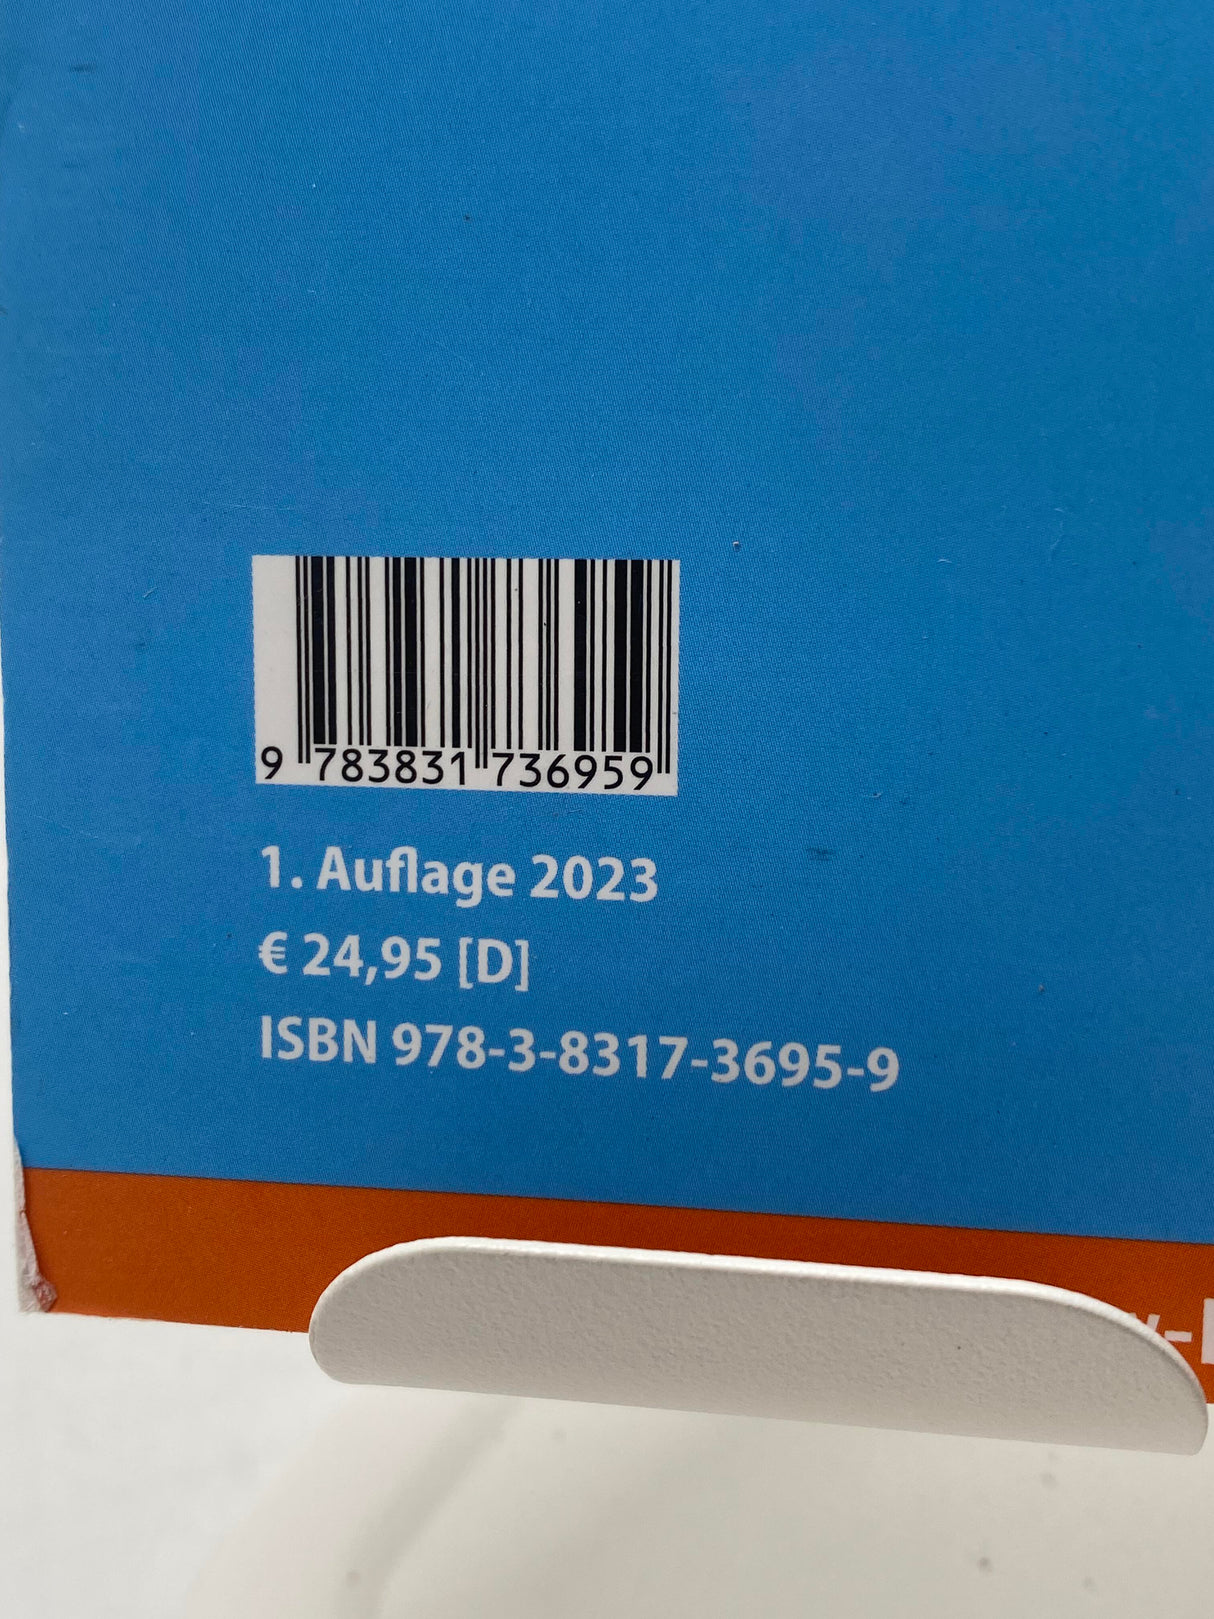 9 783831 736959
1. Auflage 2023
€ 24,95 [D]
ISBN 978-3-8317-3695-9